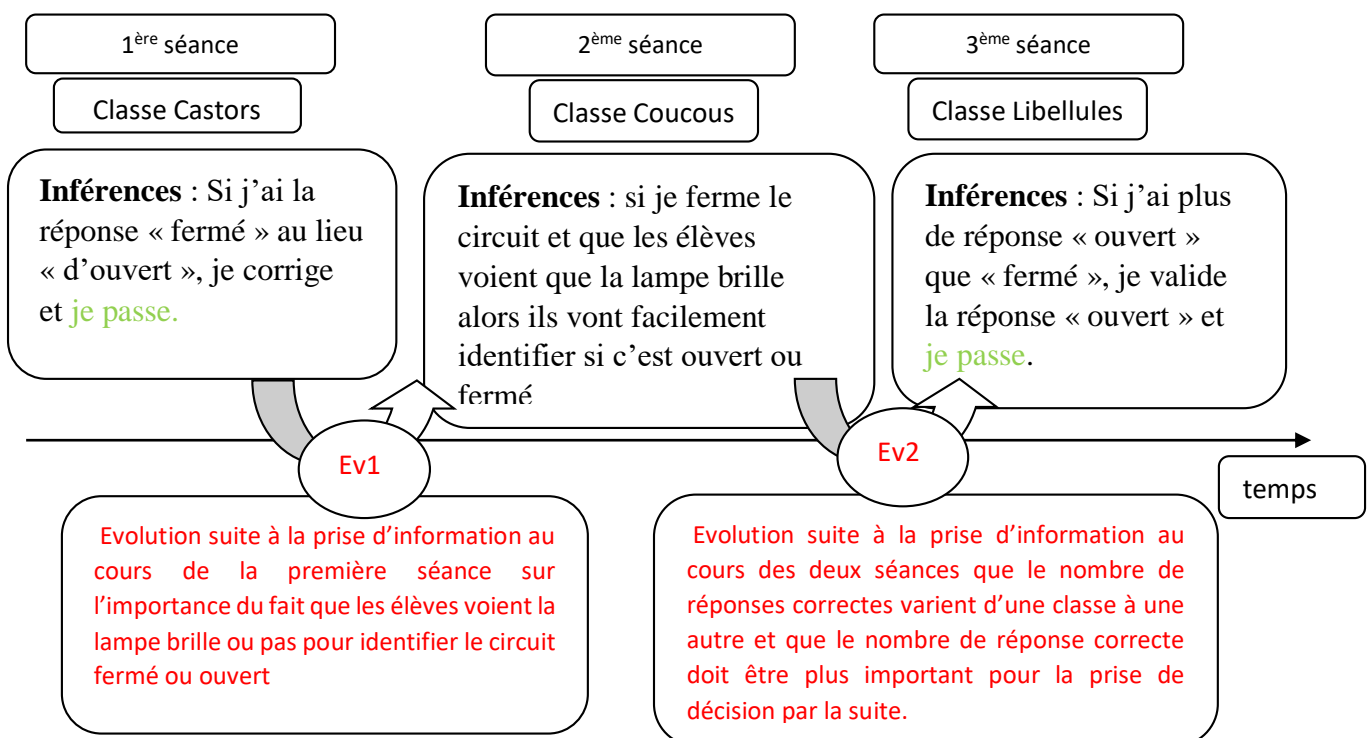 1ère séance
2ème séance
3ème séance
Classe Castors
Classe Coucous
Classe Libellules
Inférences : Si j’ai la
réponse « fermé » au lieu
« d’ouvert », je corrige
et je passe.
Inférences : si je ferme le
circuit et que les élèves
voient que la lampe brille
alors ils vont facilement
identifier si c’est ouvert ou
fermé
Inférences : Si j’ai plus
de réponse « ouvert »
que « fermé », je valide
la réponse « ouvert » et
je passe.
Ev1
Ev2
temps
Evolution suite à la prise d’information au
cours de la première séance sur
l’importance du fait que les élèves voient la
lampe brille ou pas pour identifier le circuit
fermé ou ouvert
Evolution suite à la prise d’information au
cours des deux séances que le nombre de
réponses correctes varient d’une classe à une
autre et que le nombre de réponse correcte
doit être plus important pour la prise de
décision par la suite.